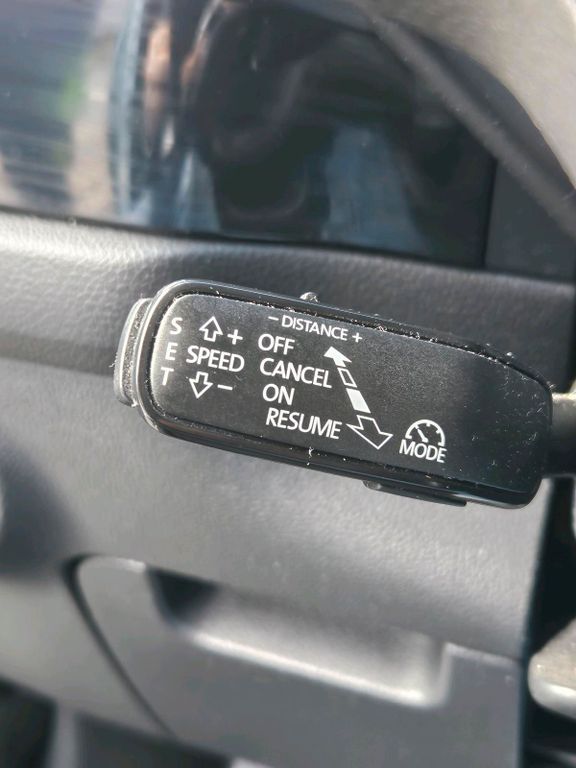 - DISTANCE +
S
E
T
+
SPEED
-
OFF
CANCEL
ON
RESUME
MODE